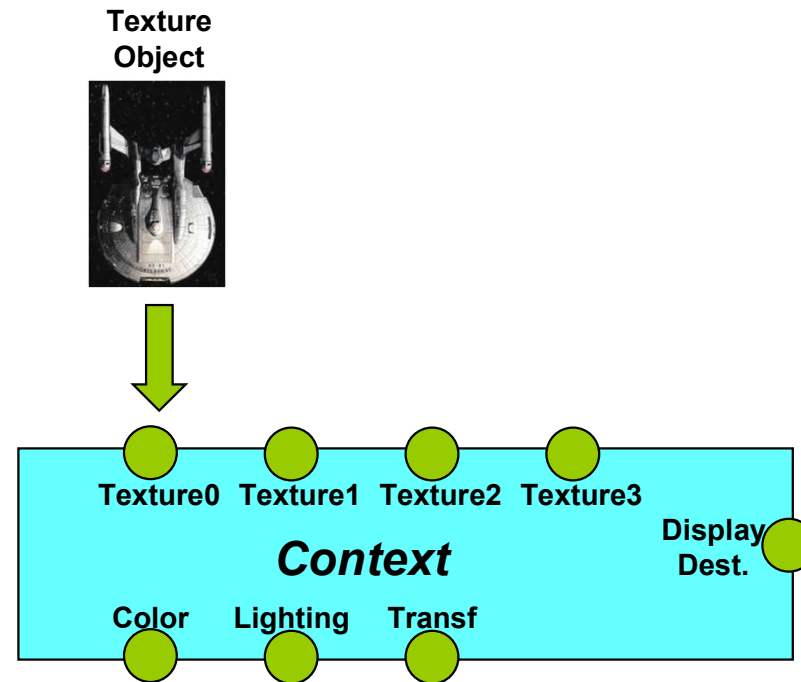 Texture
Object
Texture0 Texture1 Texture2 Texture3
Display
Dest.
Context
Color Lighting Transf